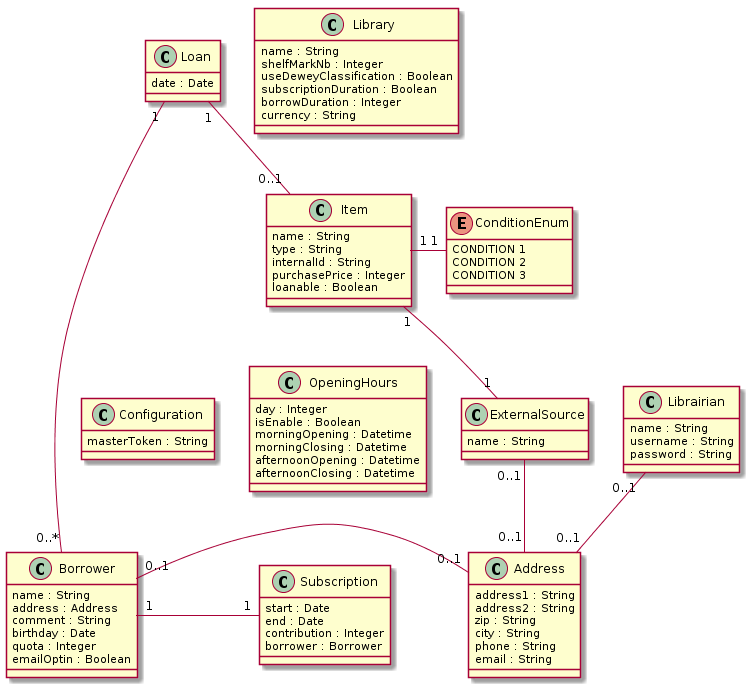 C Library
name : String
shelfMarkNb : Integer
useDeweyClassification : Boolean
subscriptionDuration : Boolean
borrowDuration : Integer
currency : String
C Loan
date : Date
1
1
0..1
C Item
name : String
type : String
internalId : String
purchasePrice : Integer
loanable : Boolean
1 1
E ConditionEnum
CONDITION 1
CONDITION 2
CONDITION 3
1
1
C OpeningHours
day : Integer
isEnable : Boolean
morningOpening : Datetime
morningClosing : Datetime
afternoonOpening : Datetime
afternoonClosing : Datetime
C Configuration
masterToken : String
C ExternalSource
name : String
C Librairian
name : String
username : String
password : String
0..1
0..1
0..*
0..1
0..1
0..1
0..1
C Borrower
name : String
address : Address
comment : String
birthday : Date
quota : Integer
emailOptin : Boolean
1
1
C Subscription
start : Date
end : Date
contribution : Integer
borrower : Borrower
C Address
address1 : String
address2 : String
zip : String
city : String
phone : String
email : String